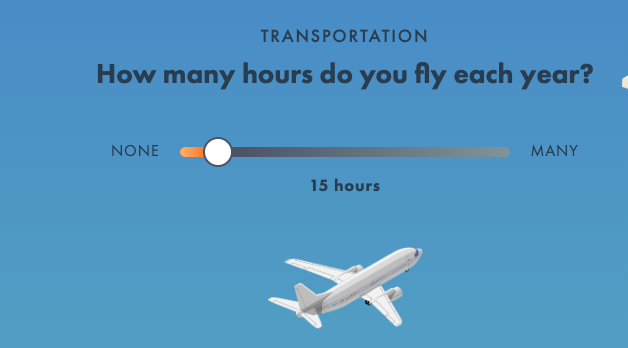 TRANSPORTATION
How many hours do you fly each year?
NONE
MANY
15 hours